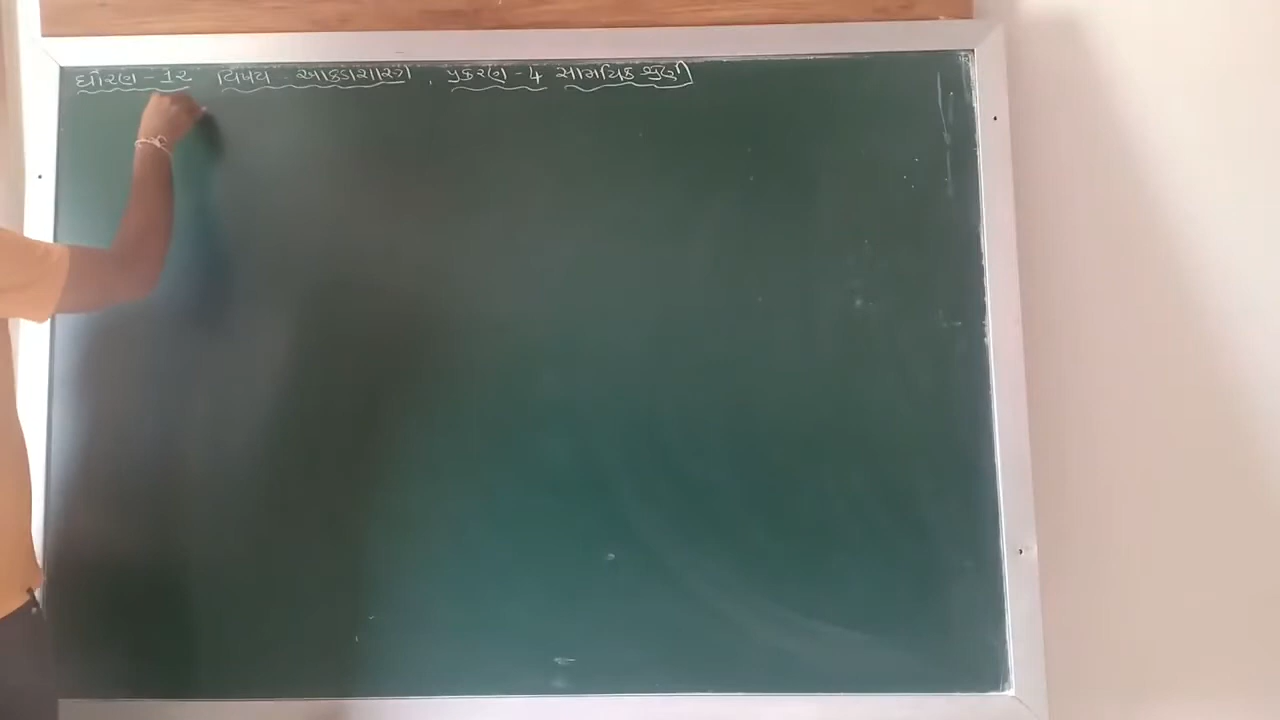 ધોરણ - 12 વિષય - આંકડાશાસ્ત્ર, પ્રકરણ - 4 સામયિક શ્રેણી